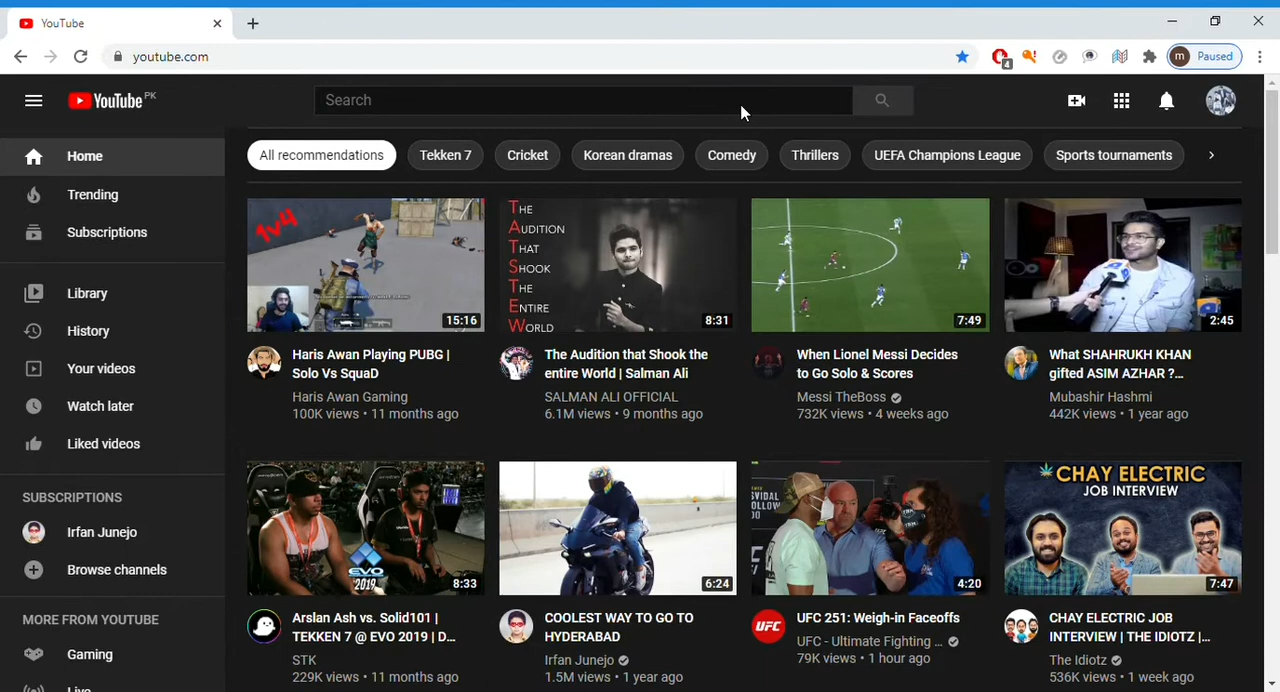 YouTube
youtube.com
4
m
Paused
YouTube PK
Search
All recommendations
Tekken 7
Cricket
Korean dramas
Comedy
Thrillers
UEFA Champions League
Sports tournaments
Home
Trending
Subscriptions
Library
History
Your videos
Watch later
Liked videos
SUBSCRIPTIONS
Irfan Junejo
Browse channels
MORE FROM YOUTUBE
Gaming
Live
1v4
15:16
Haris Awan Playing PUBG |
Solo Vs SquaD
Haris Awan Gaming
100K views • 11 months ago
THE
AUDITION
THAT
SHOOK
THE
ENTIRE
WORLD
8:31
The Audition that Shook the
entire World | Salman Ali
SALMAN ALI OFFICIAL
6.1M views • 9 months ago
7:49
When Lionel Messi Decides
to Go Solo & Scores
Messi TheBoss
732K views • 4 weeks ago
2:45
What SHAHRUKH KHAN
gifted ASIM AZHAR ?...
Mubashir Hashmi
442K views • 1 year ago
EVO
2019
8:33
Arslan Ash vs. Solid101 |
TEKKEN 7 @ EVO 2019 | D...
STK
229K views • 11 months ago
6:24
COOLEST WAY TO GO TO
HYDERABAD
Irfan Junejo
1.5M views • 1 year ago
4:20
UFC
UFC 251: Weigh-in Faceoffs
UFC - Ultimate Fighting ...
79K views • 1 hour ago
CHAY ELECTRIC
JOB INTERVIEW
7:47
CHAY ELECTRIC JOB
INTERVIEW | THE IDIOTZ |...
The Idiotz
536K views • 1 week ago